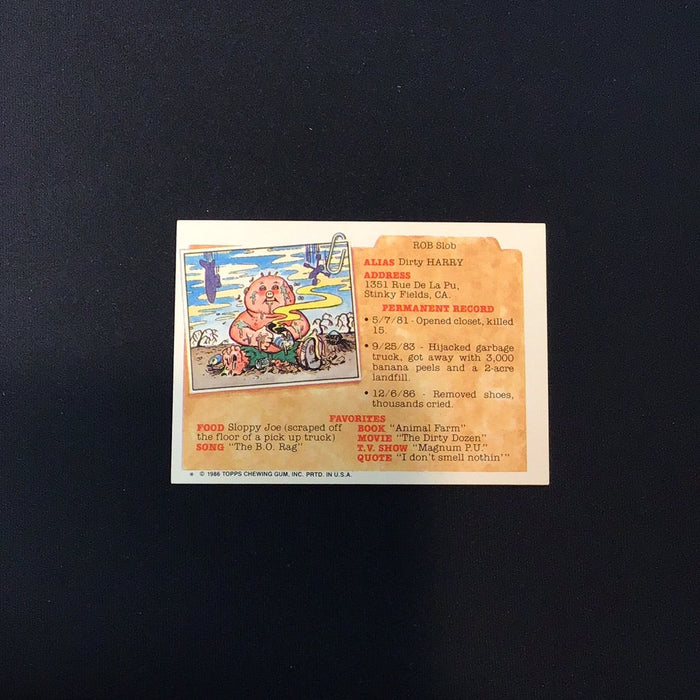 ROB Slob
ALIAS Dirty HARRY
ADDRESS
1351 Rue De La Pu,
Stinky Fields, CA.
PERMANENT RECORD
• 5/7/81 - Opened closet, killed
15.
• 9/25/83 - Hijacked garbage
truck, got away with 3,000
banana peels and a 2-acre
landfill.
• 12/6/86 - Removed shoes,
thousands cried.
FAVORITES
FOOD Sloppy Joe (scraped off
the floor of a pick up truck)
SONG "The B.O. Rag"
BOOK "Animal Farm"
MOVIE "The Dirty Dozen"
T.V. SHOW "Magnum P.U."
QUOTE "I don't smell nothin'"
* © 1986 TOPPS CHEWING GUM, INC. PRTD. IN U.S.A.